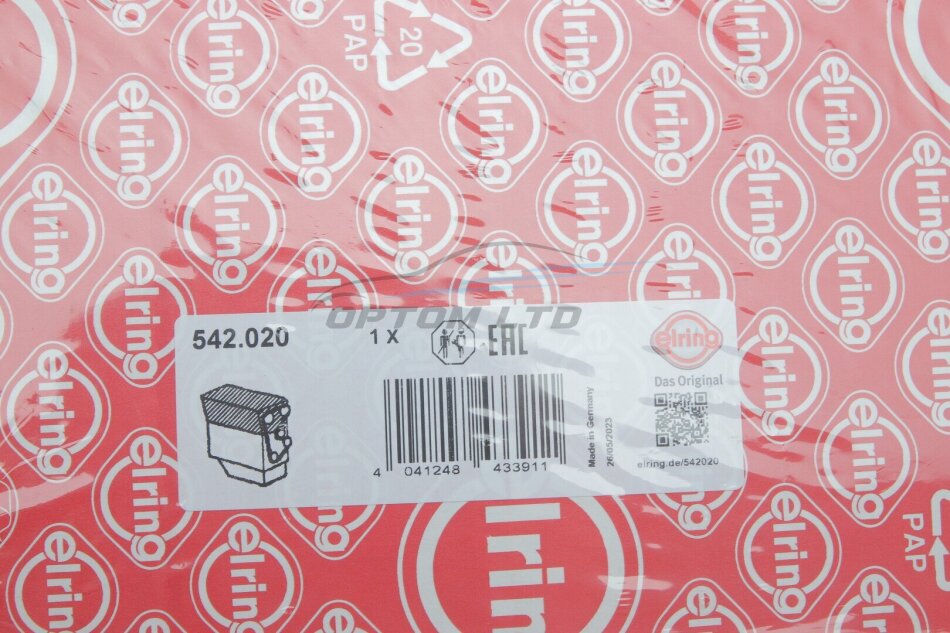 20
PAP
elring
OPTOM LTD
542.020
1 X
EAC
elring
Das Original
Made in Germany
26/05/2023
4 041248 433911
elring.de/542020
elring
PAP